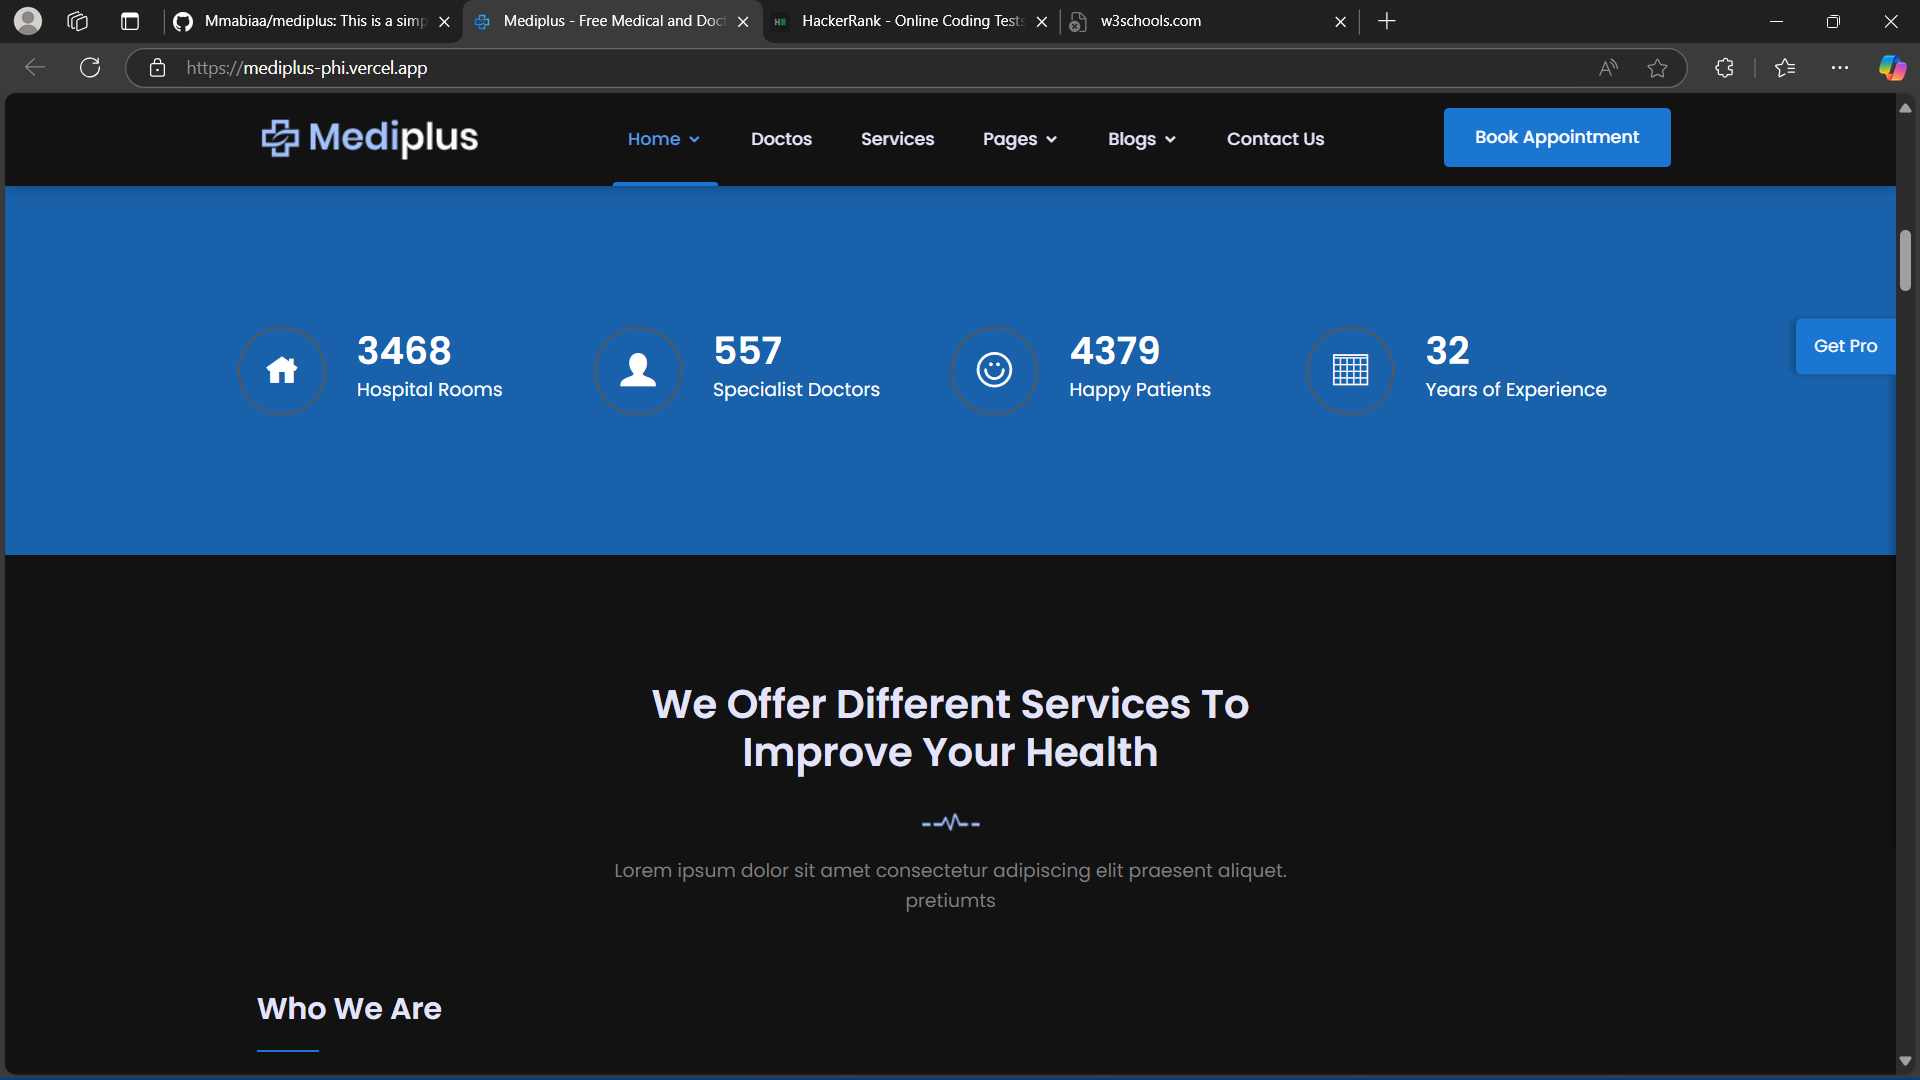 Mmabiaa/mediplus: This is a simp
Mediplus - Free Medical and Doct
HackerRank - Online Coding Tests
w3schools.com
https://mediplus-phi.vercel.app
Mediplus
Home
Doctos
Services
Pages
Blogs
Contact Us
Book Appointment
3468
Hospital Rooms
557
Specialist Doctors
4379
Happy Patients
32
Years of Experience
Get Pro
We Offer Different Services To
Improve Your Health
Lorem ipsum dolor sit amet consectetur adipiscing elit praesent aliquet.
pretiumts
Who We Are